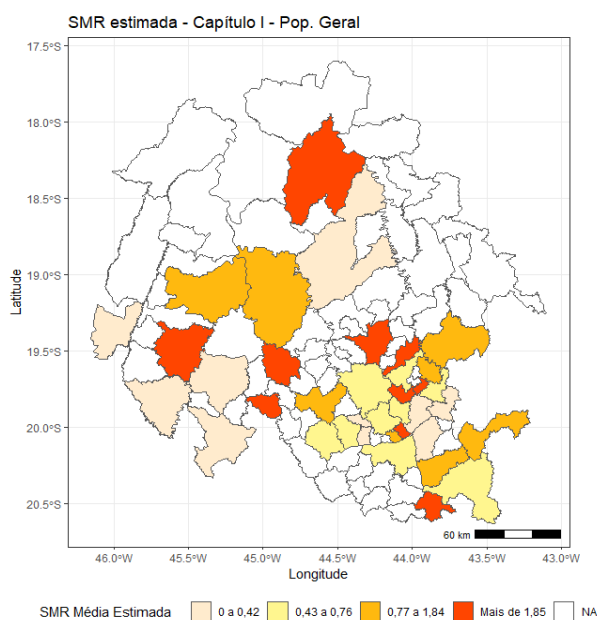 SMR estimada - Capítulo I - Pop. Geral
17.5°S
18.0°S
18.5°S
19.0°S
19.5°S
20.0°S
20.5°S
Latitude
60 km
46.0°W 45.5°W 45.0°W 44.5°W 44.0°W 43.5°W 43.0°W
Longitude
SMR Média Estimada 0 a 0,42 0,43 a 0,76 0,77 a 1,84 Mais de 1,85 NA